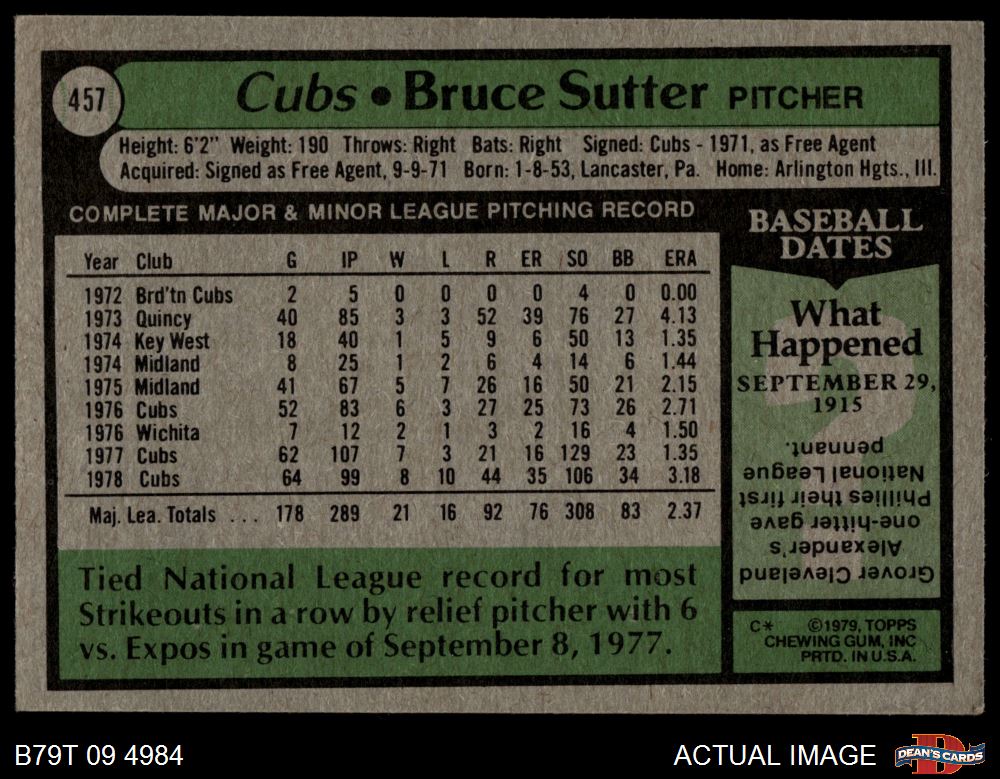 457
Cubs • Bruce Sutter PITCHER
Height: 6'2" Weight: 190 Throws: Right Bats: Right Signed: Cubs - 1971, as Free Agent
Acquired: Signed as Free Agent, 9-9-71 Born: 1-8-53, Lancaster, Pa. Home: Arlington Hgts., Ill.
COMPLETE MAJOR & MINOR LEAGUE PITCHING RECORD
Year Club G IP W L R ER SO BB ERA
1972 Brd'tn Cubs 2 5 0 0 0 0 4 0 0.00
1973 Quincy 40 85 3 3 52 39 76 27 4.13
1974 Key West 18 40 1 5 9 6 50 13 1.35
1974 Midland 8 25 1 2 6 4 14 6 1.44
1975 Midland 41 67 5 7 26 16 50 21 2.15
1976 Cubs 52 83 6 3 27 25 73 26 2.71
1976 Wichita 7 12 2 1 3 2 16 4 1.50
1977 Cubs 62 107 7 3 21 16 129 23 1.35
1978 Cubs 64 99 8 10 44 35 106 34 3.18
Maj. Lea. Totals ... 178 289 21 16 92 76 308 83 2.37
Tied National League record for most
Strikeouts in a row by relief pitcher with 6
vs. Expos in game of September 8, 1977.
BASEBALL
DATES
What
Happened
SEPTEMBER 29,
1915
Grover Cleveland
Alexander's
one-hitter gave
Phillies their first
National League
pennant.
C* ©1979, TOPPS
CHEWING GUM, INC
PRTD. IN U.S.A.
B79T 09 4984
ACTUAL IMAGE
DEAN'S CARDS